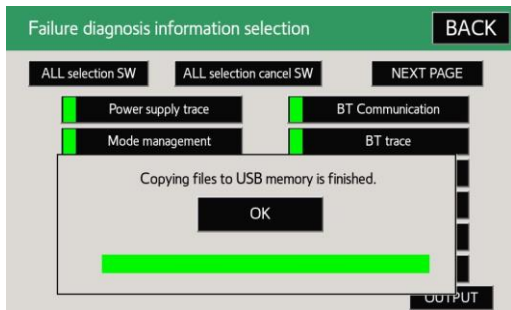 Failure diagnosis information selection BACK
ALL selection SW ALL selection cancel SW NEXT PAGE
Power supply trace BT Communication
Mode management BT trace
Copying files to USB memory is finished.
OK
OUTPUT